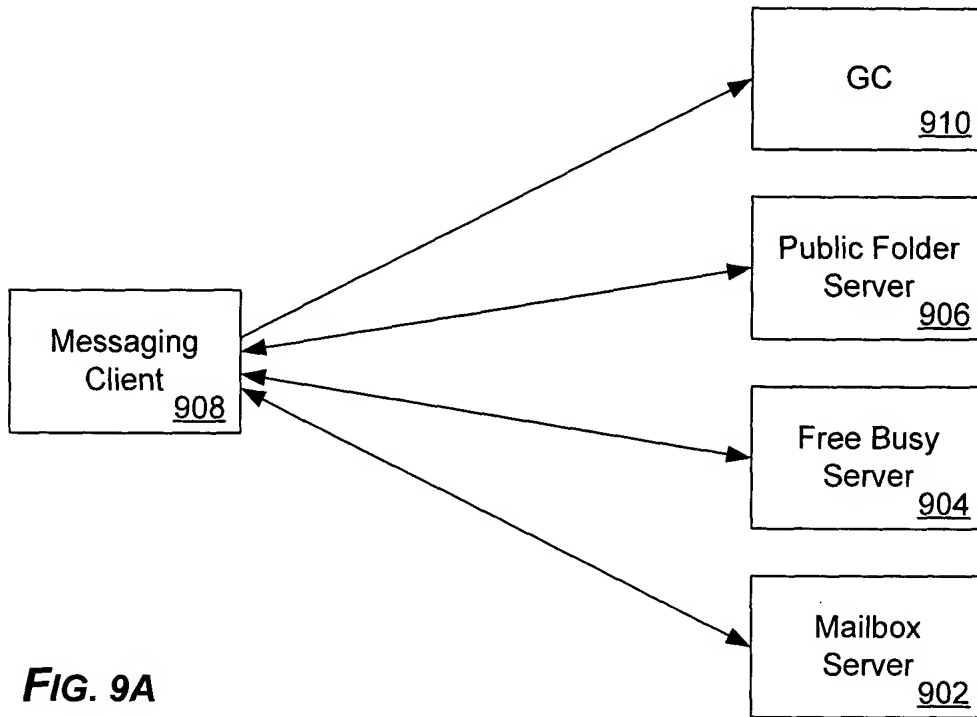 GC
910
Public Folder
Server
906
Messaging
Client
908
Free Busy
Server
904
Mailbox
Server
902
FIG. 9A